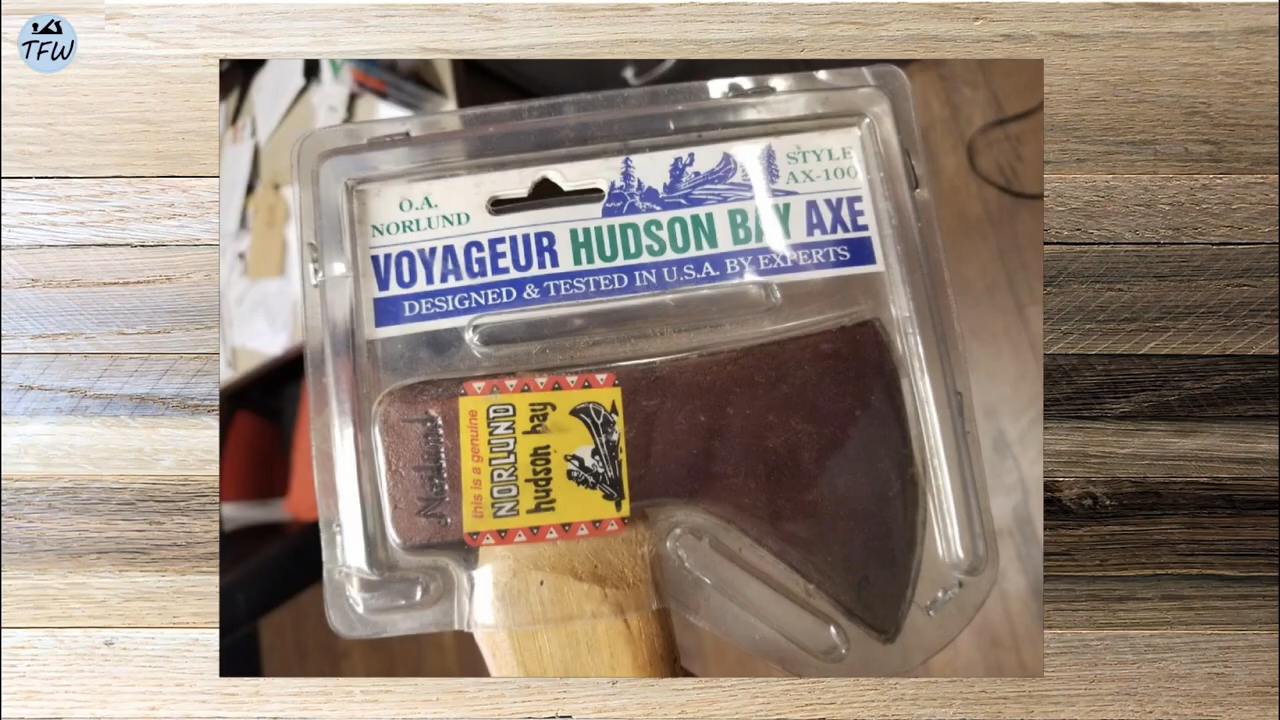 TFW
O.A.
NORLUND
STYLE
AX-100
VOYAGEUR HUDSON BAY AXE
DESIGNED & TESTED IN U.S.A. BY EXPERTS
Norlund
this is a genuine
NORLUND
hudson bay